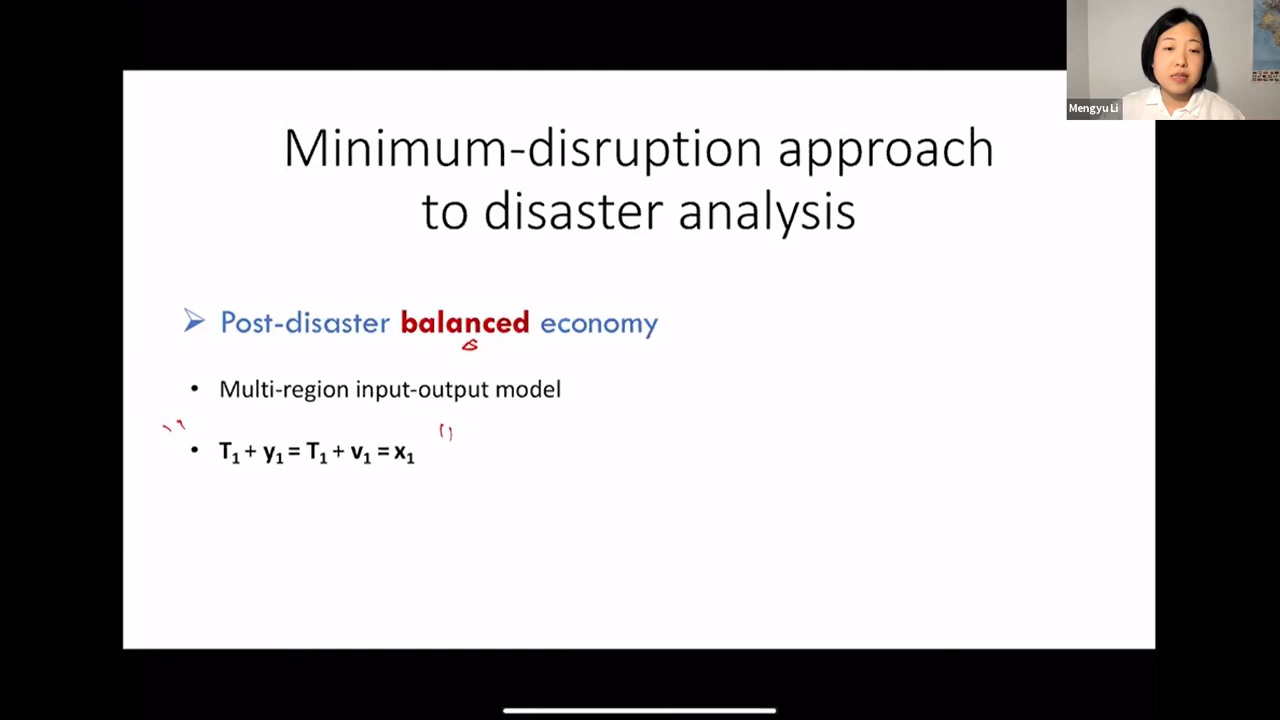 Mengyu Li
Minimum-disruption approach
to disaster analysis
➢ Post-disaster balanced economy
• Multi-region input-output model
• T₁ + y₁ = T₁ + v₁ = x₁